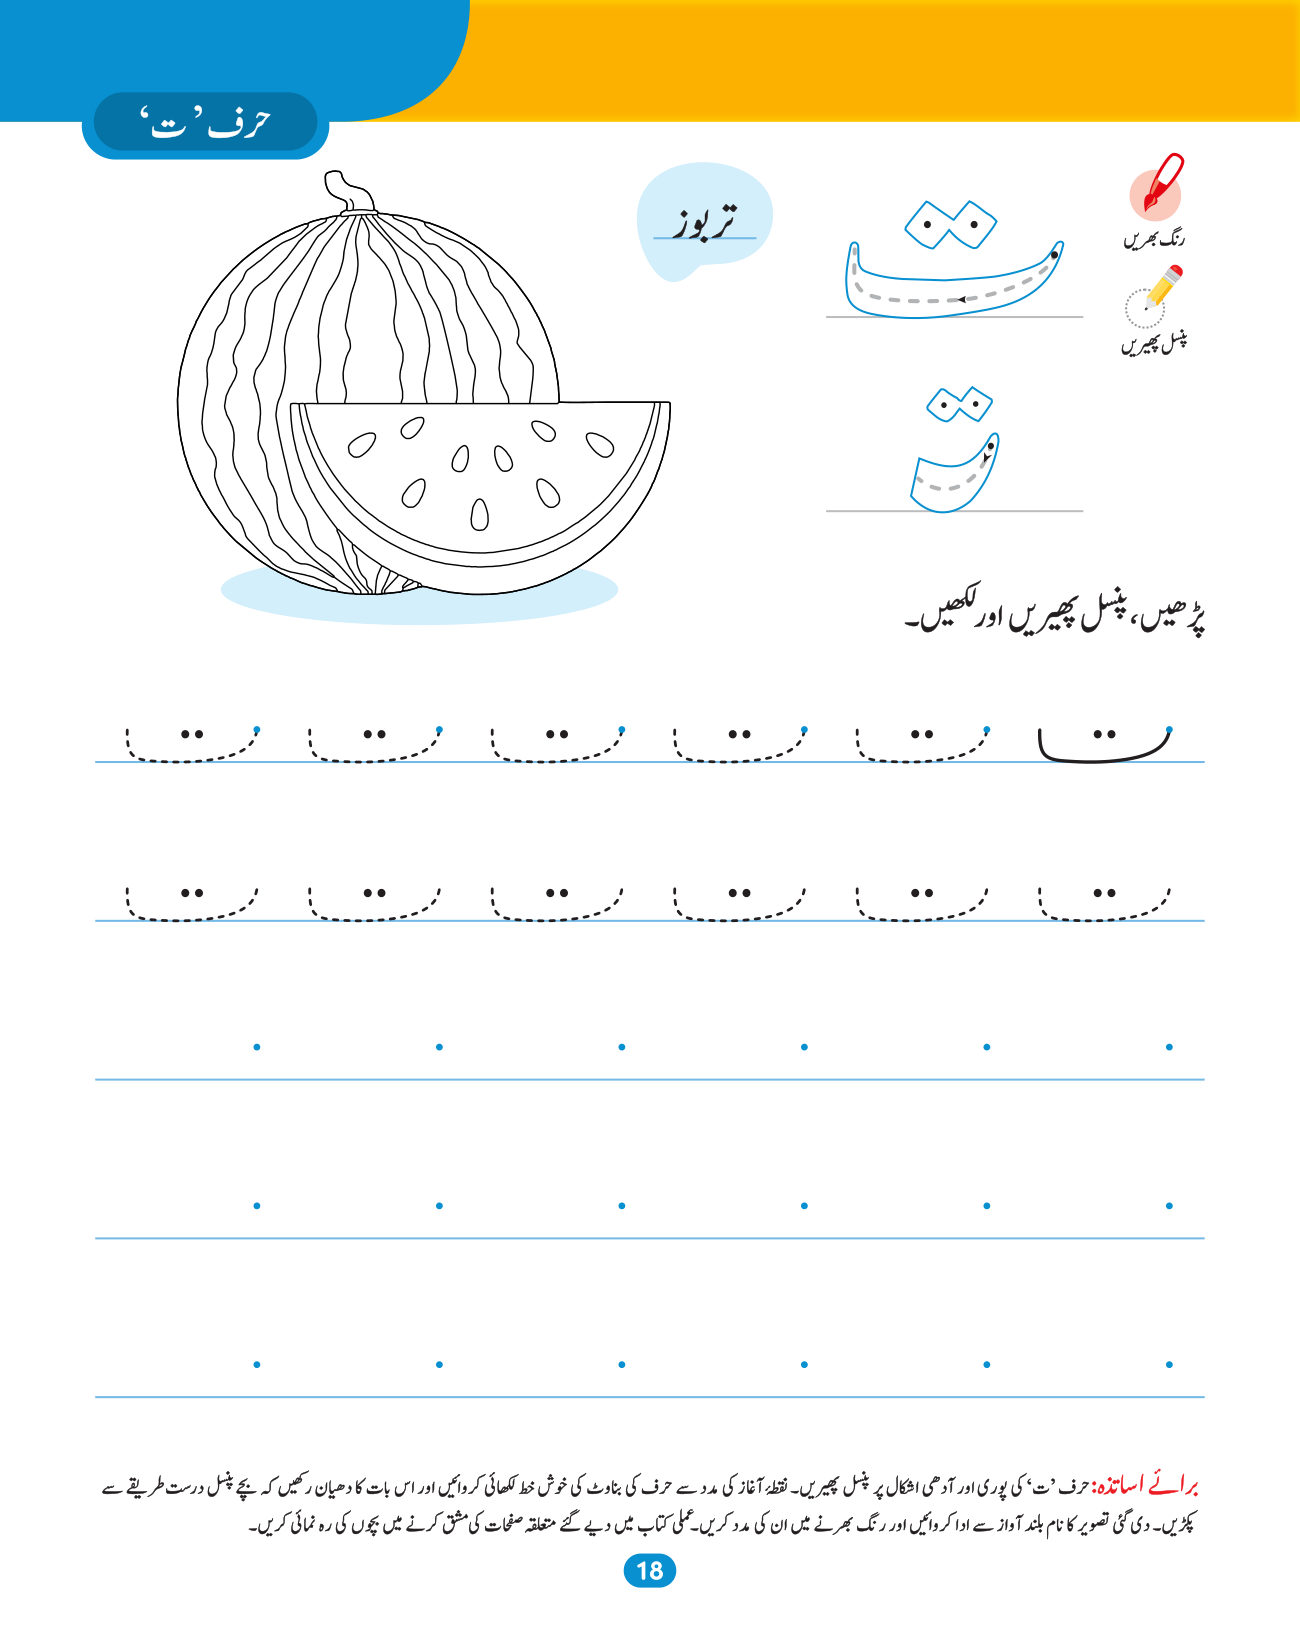 حرف ’ت‘
تربوز
ت
رنگ بھریں
پنسل پھیریں
تـ
پڑھیں، پنسل پھیریں اور لکھیں۔
ت ت ت ت ت ت
ت ت ت ت ت ت
برائے اساتذہ: حرف ’ت‘ کی پوری اور آدھی اشکال پر پنسل پھیریں۔ نقطۂ آغاز کی مدد سے حرف کی بناوٹ کی خوش خط لکھائی کروائیں اور اس بات کا دھیان رکھیں کہ بچے پنسل درست طریقے سے
پکڑیں۔ دی گئی تصویر کا نام بلند آواز سے ادا کروائیں اور رنگ بھرنے میں ان کی مدد کریں۔ عملی کتاب میں دیے گئے متعلقہ صفحات کی مشق کرنے میں بچوں کی رہ نمائی کریں۔
18